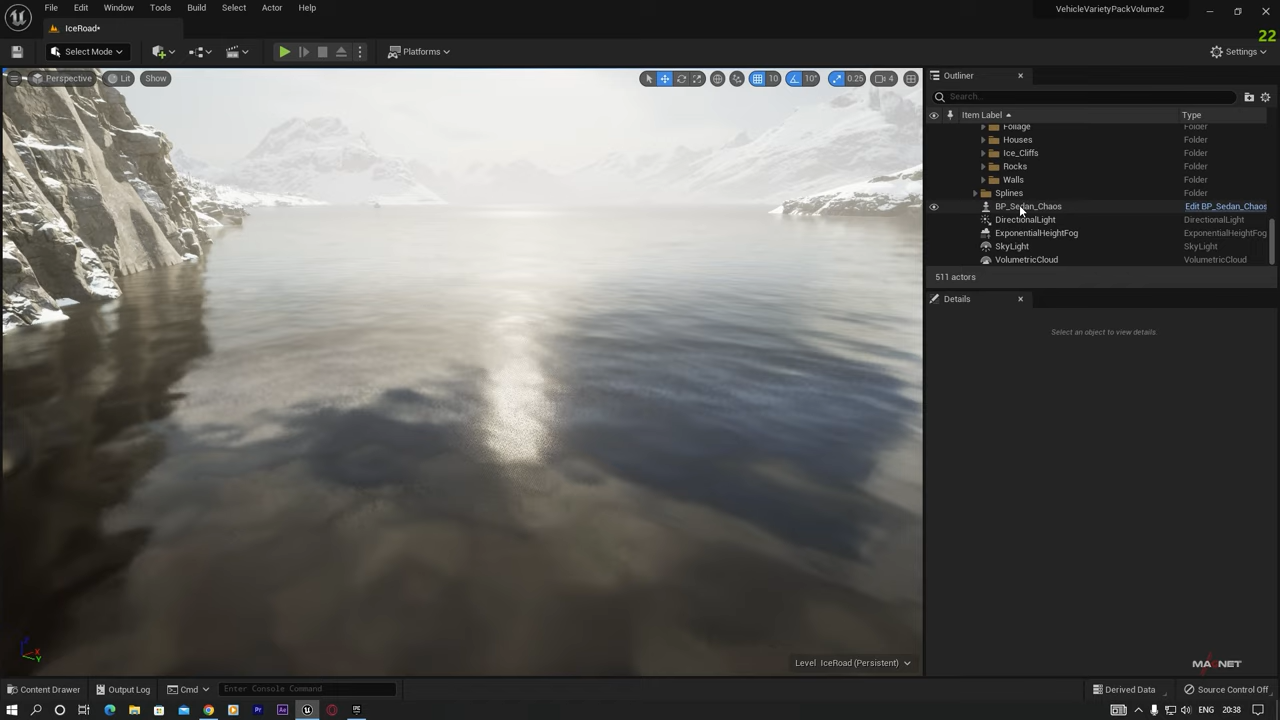 File Edit Window Tools Build Select Actor Help
VehicleVarietyPackVolume2
IceRoad*
22
Select Mode
Platforms
Settings
Perspective Lit Show
10 10° 0.25 4
Outliner
Search...
Item Label Type
Foliage Folder
Houses Folder
Ice_Cliffs Folder
Rocks Folder
Walls Folder
Splines Folder
BP_Sedan_Chaos Edit BP_Sedan_Chaos
DirectionalLight DirectionalLight
ExponentialHeightFog ExponentialHeightFog
SkyLight SkyLight
VolumetricCloud VolumetricCloud
511 actors
Details
Select an object to view details.
Level IceRoad (Persistent)
MAGNET
Content Drawer Output Log Cmd Enter Console Command Derived Data Source Control Off
ENG 20:38